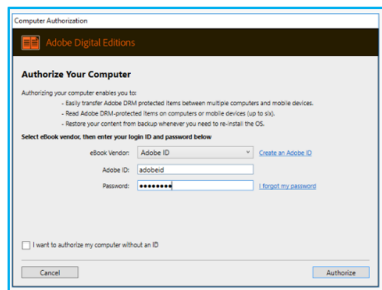 Computer Authorization
Adobe Digital Editions
Authorize Your Computer
Authorizing your computer enables you to:
- Easily transfer Adobe DRM protected items between multiple computers and mobile devices.
- Read Adobe DRM-protected items on computers or mobile devices (up to six).
- Restore your content from backup whenever you need to re-install the OS.
Select eBook vendor, then enter your login ID and password below
eBook Vendor: Adobe ID Create an Adobe ID
Adobe ID: adobeid
Password: •••••••• I forgot my password
I want to authorize my computer without an ID
Cancel Authorize